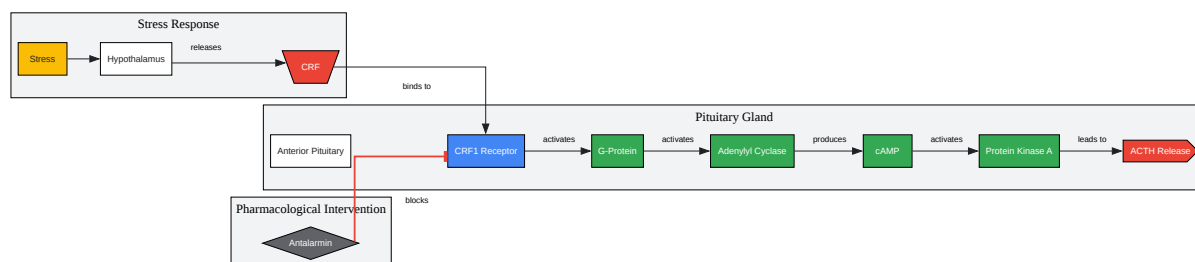 Stress Response
Stress
Hypothalamus
releases
CRF
binds to
Pituitary Gland
Anterior Pituitary
CRF1 Receptor
activates
G-Protein
activates
Adenylyl Cyclase
produces
cAMP
activates
Protein Kinase A
leads to
ACTH Release
blocks
Pharmacological Intervention
Antalarmin